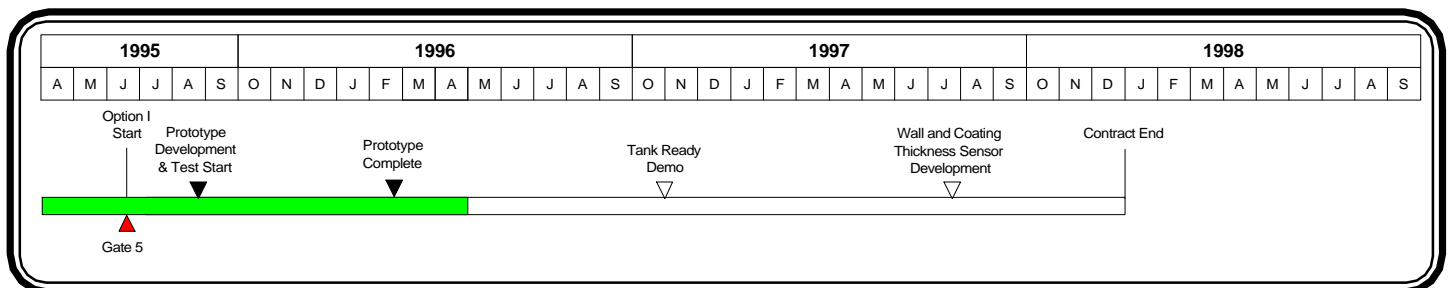 1995 1996 1997 1998
A M J J A S O N D J F M A M J J A S O N D J F M A M J J A S O N D J F M A M J J A S
Option I
Start
Prototype
Development
& Test Start
Prototype
Complete
Tank Ready
Demo
Wall and Coating
Thickness Sensor
Development
Contract End
Gate 5